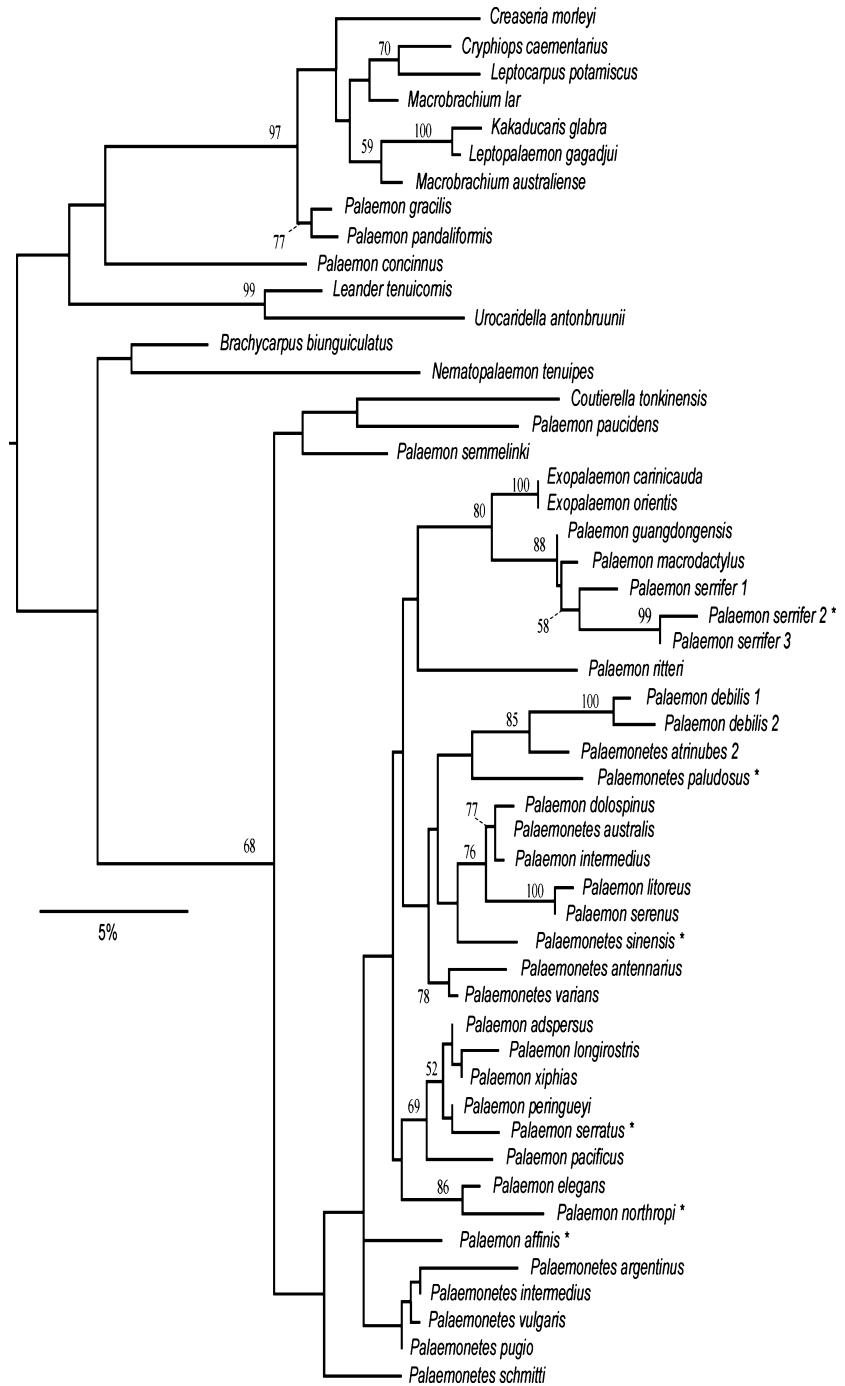 Creaseria morleyi
70
Cryphiops caementarius
Leptocarpus potamiscus
Macrobrachium lar
97
100
Kakaducaris glabra
59
Leptopalaemon gagadjui
Macrobrachium australiense
Palaemon gracilis
77
Palaemon pandaliformis
Palaemon concinnus
99
Leander tenuicornis
Urocaridella antonbruunii
Brachycarpus biunguiculatus
Nematopalaemon tenuipes
Coutierella tonkinensis
Palaemon paucidens
Palaemon semmelinki
Exopalaemon carinicauda
100
Exopalaemon orientis
80
Palaemon guangdongensis
88
Palaemon macrodactylus
Palaemon serrifer 1
58
99
Palaemon serrifer 2 *
Palaemon serrifer 3
Palaemon ritteri
100
Palaemon debilis 1
85
Palaemon debilis 2
Palaemonetes atrinubes 2
Palaemonetes paludosus *
77
Palaemon dolospinus
Palaemonetes australis
76
Palaemon intermedius
68
100
Palaemon litoreus
Palaemon serenus
5%
Palaemonetes sinensis *
Palaemonetes antennarius
78
Palaemonetes varians
Palaemon adspersus
Palaemon longirostris
52
Palaemon xiphias
69
Palaemon peringueyi
Palaemon serratus *
Palaemon pacificus
86
Palaemon elegans
Palaemon northropi *
Palaemon affinis *
Palaemonetes argentinus
Palaemonetes intermedius
Palaemonetes vulgaris
Palaemonetes pugio
Palaemonetes schmitti